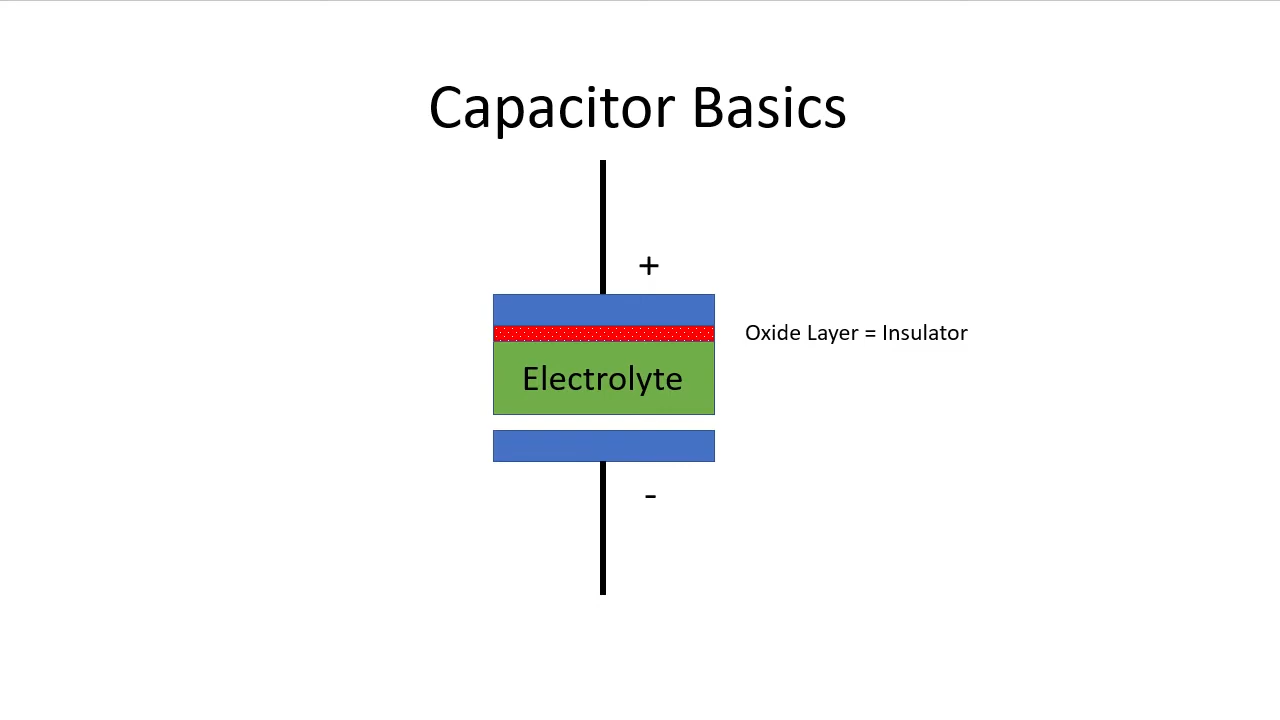 Capacitor Basics
+
Oxide Layer = Insulator
Electrolyte
-